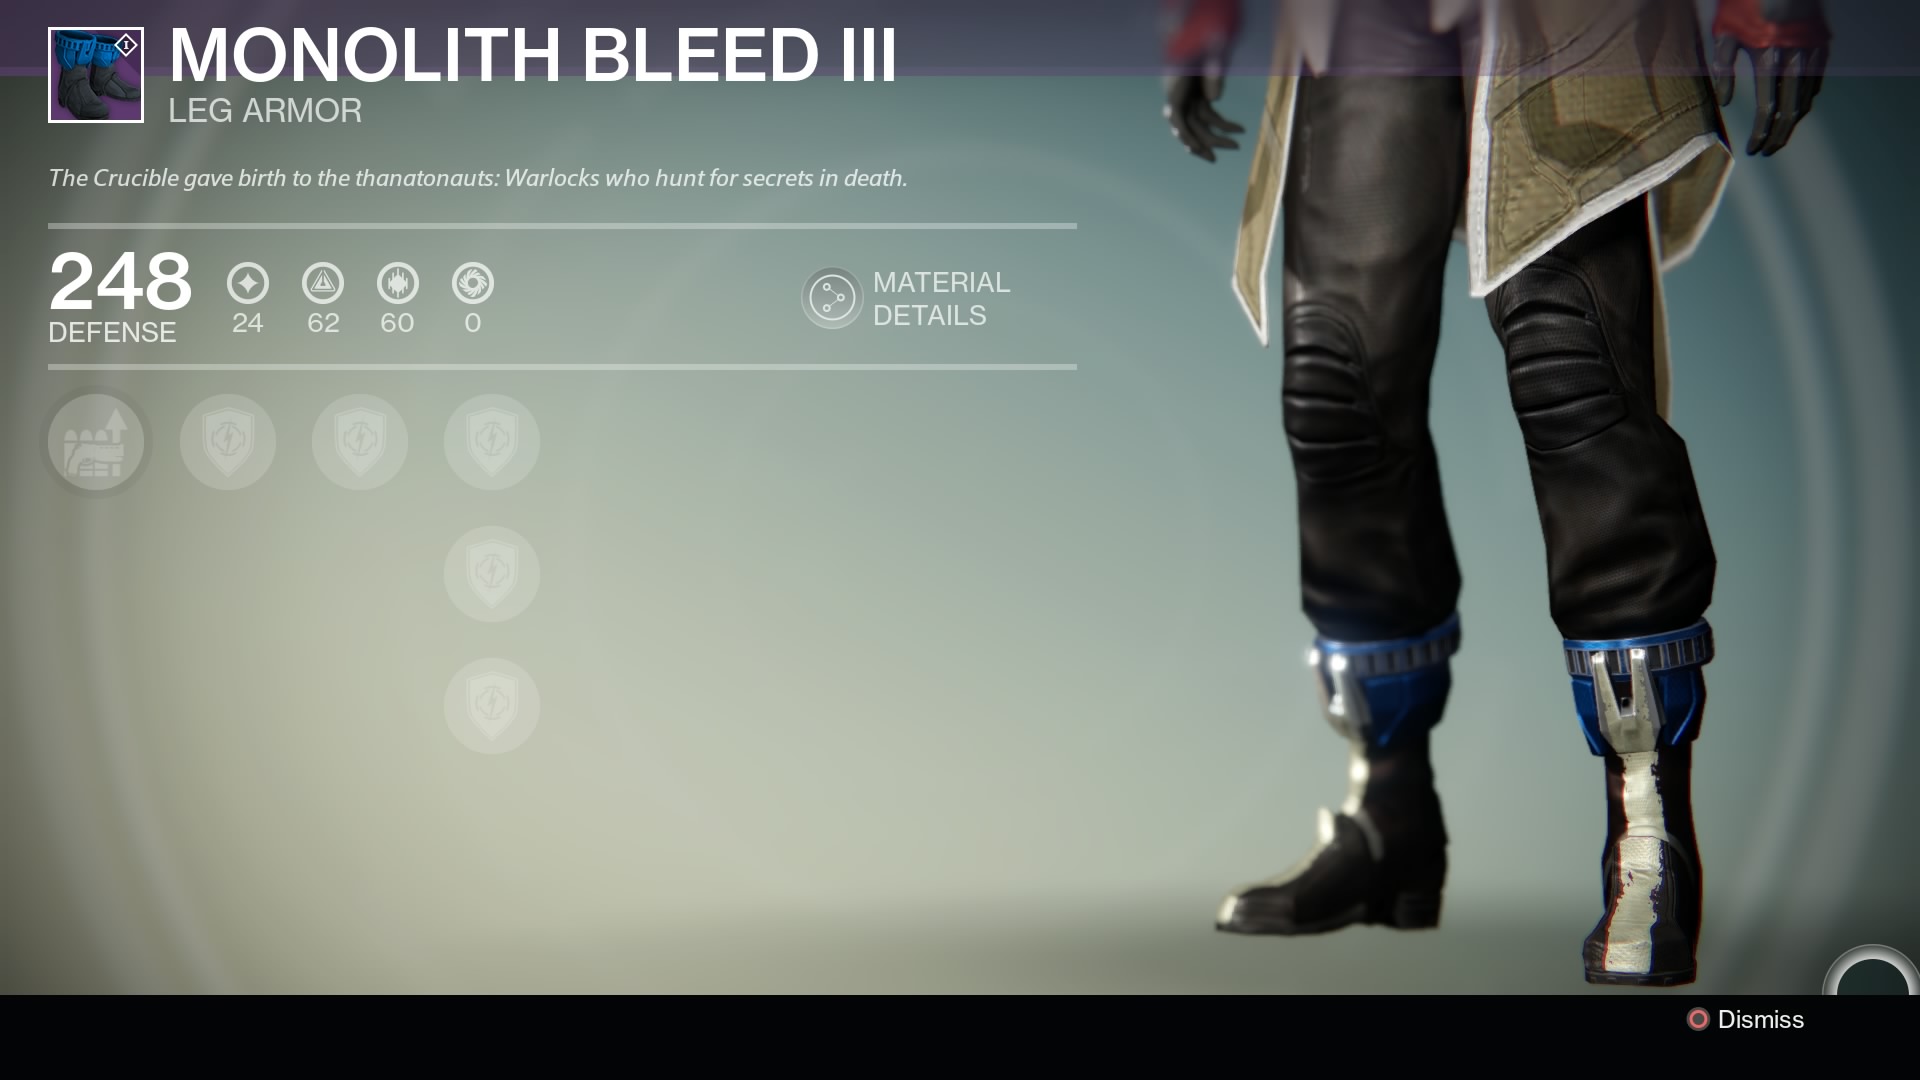 MONOLITH BLEED III
LEG ARMOR
The Crucible gave birth to the thanatonauts: Warlocks who hunt for secrets in death.
248
DEFENSE
24 62 60 0
MATERIAL
DETAILS
Dismiss